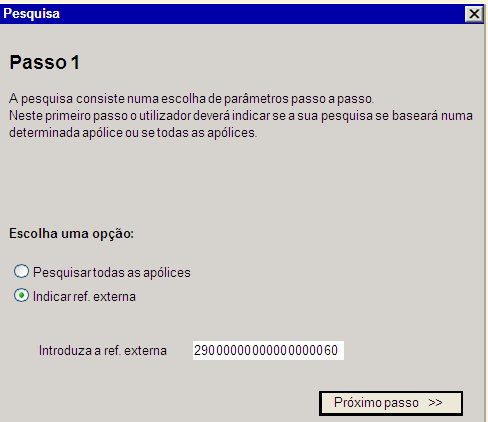 Pesquisa
Passo 1
A pesquisa consiste numa escolha de parâmetros passo a passo.
Neste primeiro passo o utilizador deverá indicar se a sua pesquisa se baseará numa
determinada apólice ou se todas as apólices.
Escolha uma opção:
Pesquisar todas as apólices
Indicar ref. externa
Introduza a ref. externa 29000000000000000060
Próximo passo >>